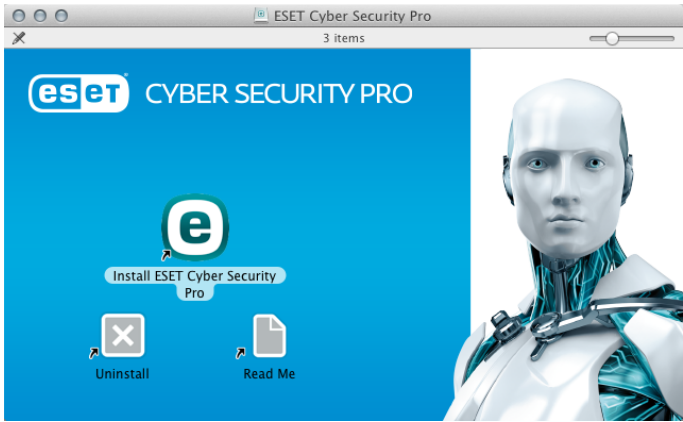 ESET Cyber Security Pro
3 items
eseT CYBER SECURITY PRO
e
Install ESET Cyber Security
Pro
Uninstall
Read Me